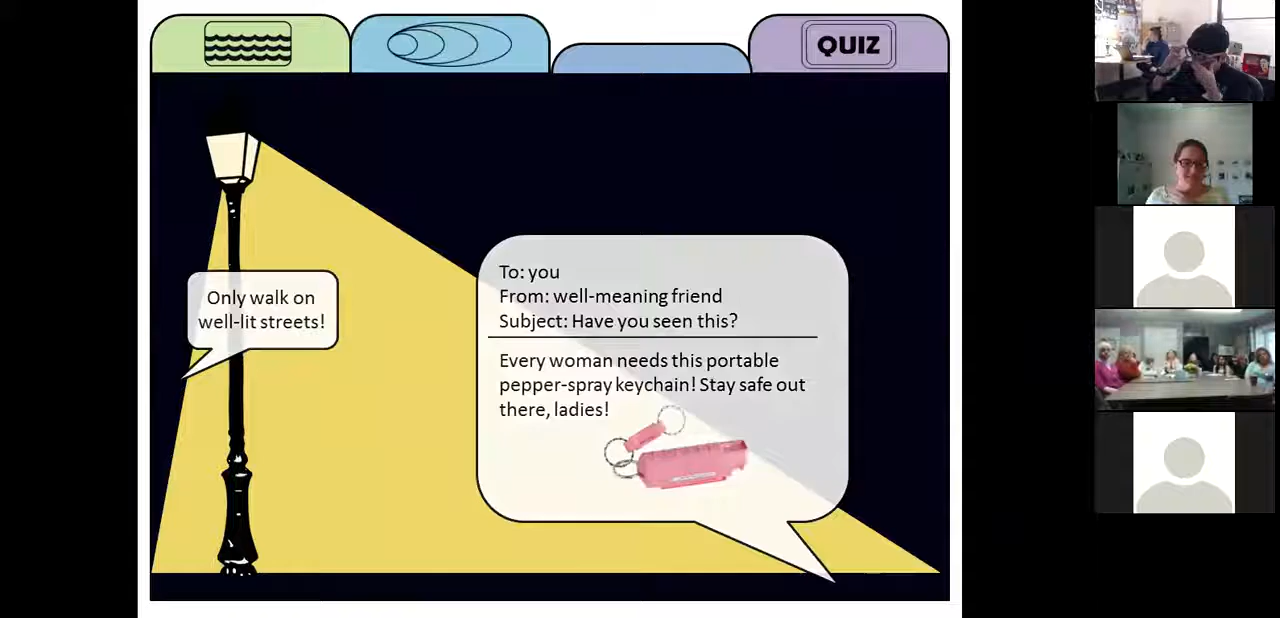 QUIZ
Only walk on
well-lit streets!
To: you
From: well-meaning friend
Subject: Have you seen this?
Every woman needs this portable
pepper-spray keychain! Stay safe out
there, ladies!